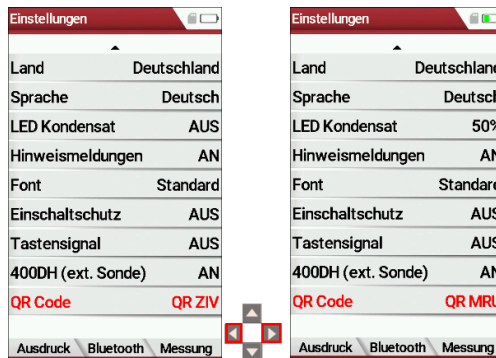 Einstellungen
Land Deutschland
Sprache Deutsch
LED Kondensat AUS
Hinweismeldungen AN
Font Standard
Einschaltschutz AUS
Tastensignal AUS
400DH (ext. Sonde) AN
QR Code QR ZIV
Ausdruck Bluetooth Messung
Einstellungen
Land Deutschland
Sprache Deutsch
LED Kondensat 50%
Hinweismeldungen AN
Font Standard
Einschaltschutz AUS
Tastensignal AUS
400DH (ext. Sonde) AN
QR Code QR MRU
Ausdruck Bluetooth Messung